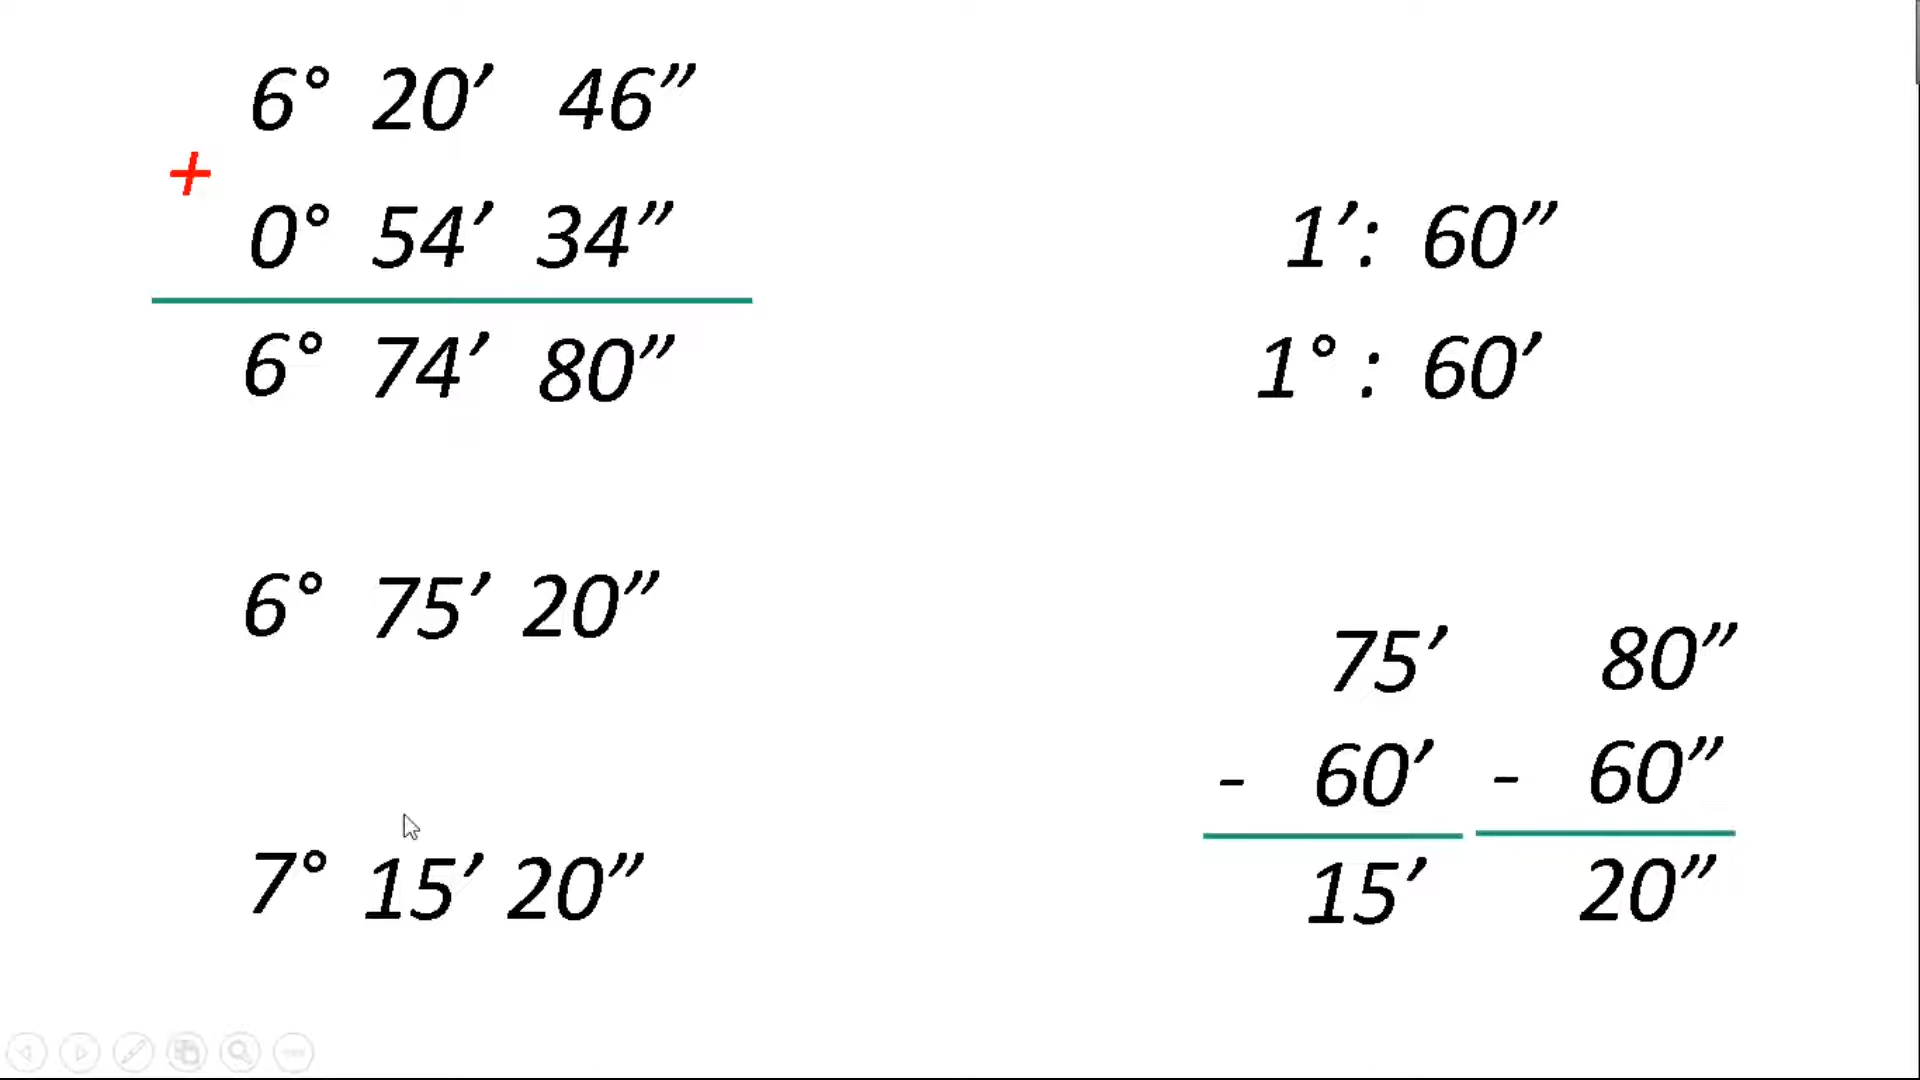 6° 20’ 46”
+
0° 54’ 34”
6° 74’ 80”
6° 75’ 20”
7° 15’ 20”
1’: 60”
1° : 60’
75’ 80”
- 60’ - 60”
15’ 20”